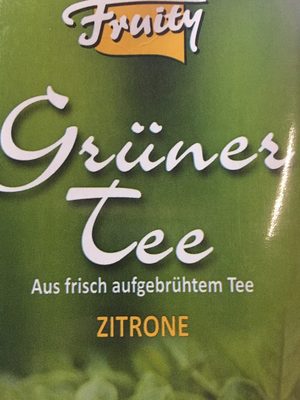 Fruity
Grüner
Tee
Aus frisch aufgebrühtem Tee
ZITRONE